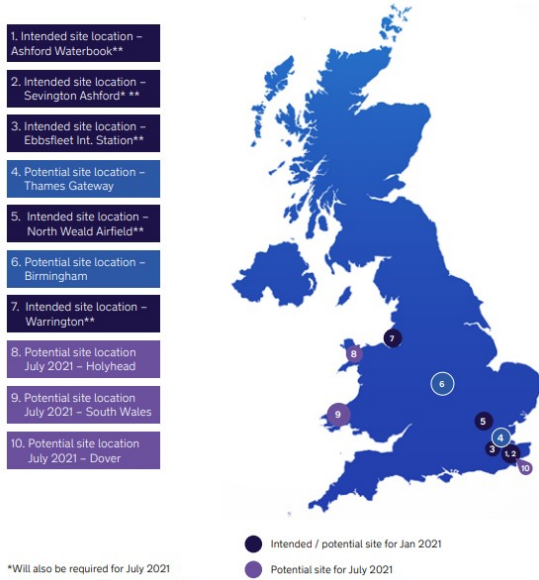 1. Intended site location –
Ashford Waterbook**
2. Intended site location –
Sevington Ashford* **
3. Intended site location –
Ebbsfleet Int. Station**
4. Potential site location –
Thames Gateway
5. Intended site location –
North Weald Airfield**
6. Potential site location –
Birmingham
7. Intended site location –
Warrington**
8. Potential site location
July 2021 – Holyhead
9. Potential site location
July 2021 – South Wales
10. Potential site location
July 2021 – Dover
7
8
6
9
5
4
3
1, 2
10
Intended / potential site for Jan 2021
*Will also be required for July 2021
Potential site for July 2021